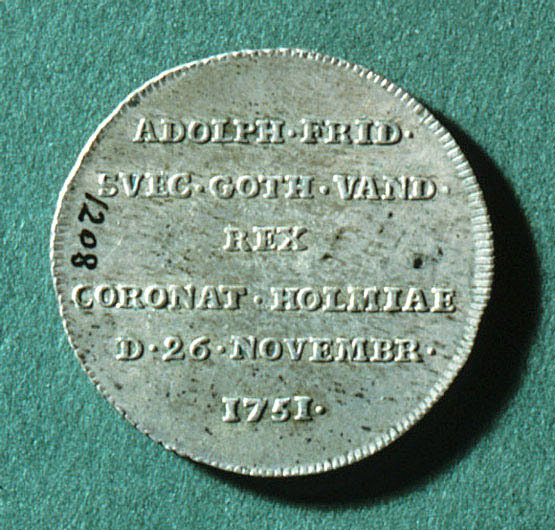 ADOLPH·FRID·
SVEC·GOTH·VAND·
REX
CORONAT·HOLMIAE
D·26·NOVEMBR·
1751·
1208